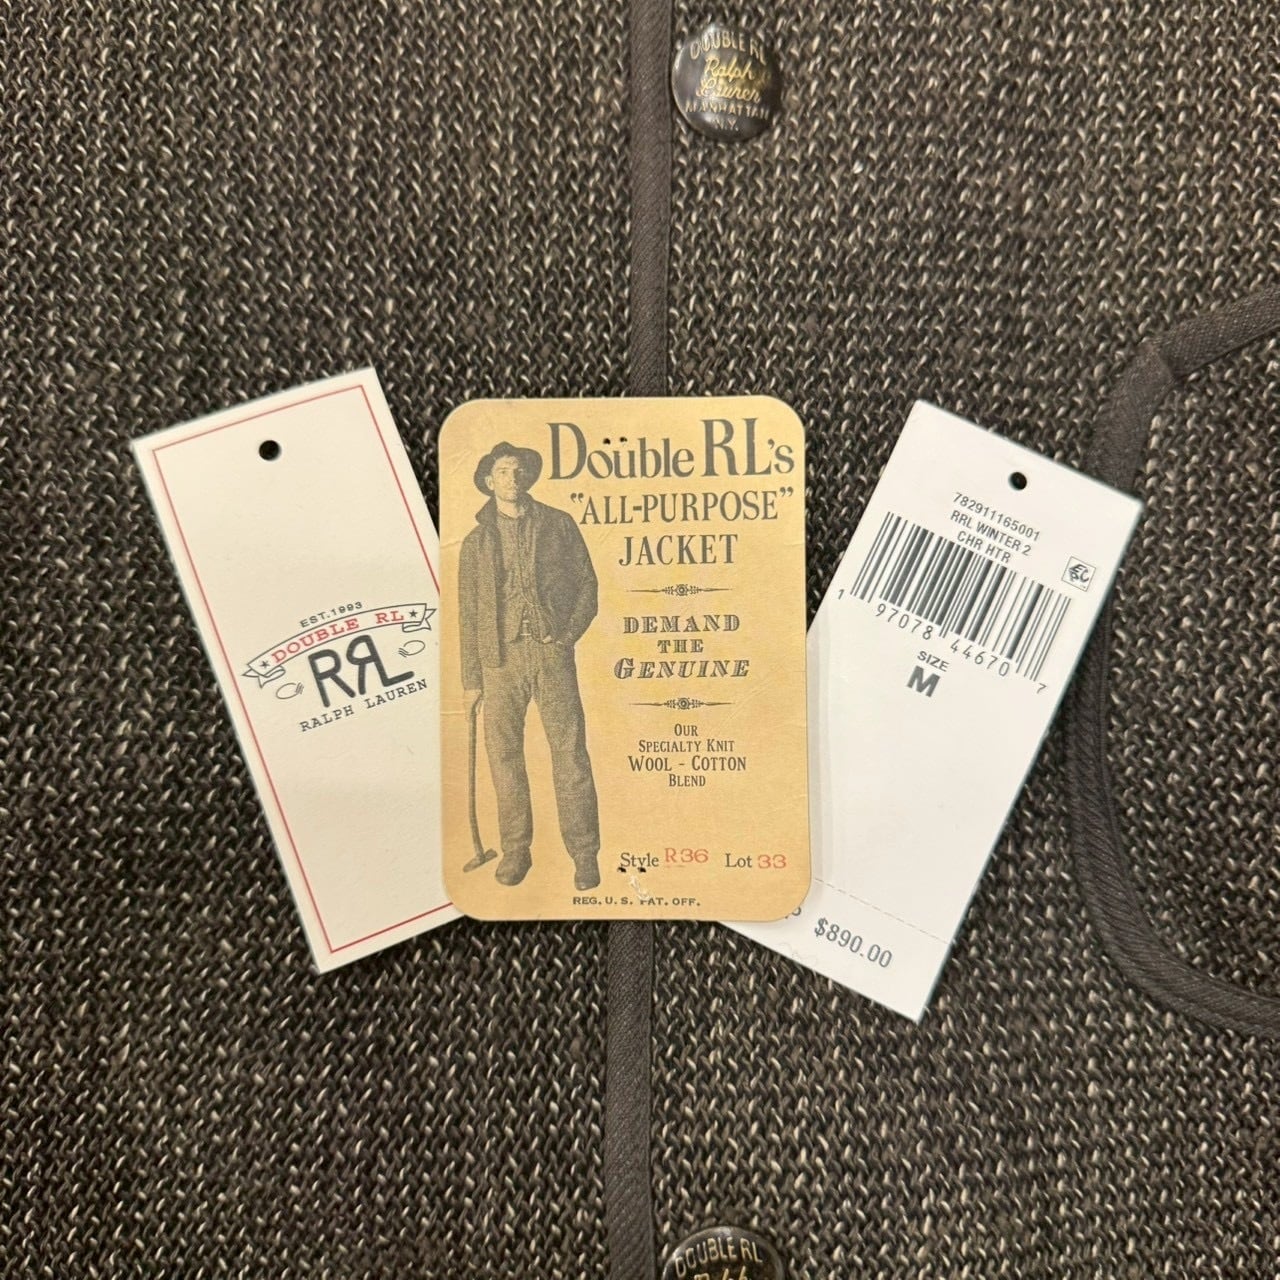 DOUBLE RL
Ralph Lauren
MANHATTAN
N.Y.
EST. 1993
★ DOUBLE RL ★
RRL
RALPH LAUREN
Double RL's
"ALL-PURPOSE"
JACKET
DEMAND
THE
GENUINE
OUR
SPECIALTY KNIT
WOOL - COTTON
BLEND
Style R36 Lot 33
REG. U. S. PAT. OFF.
782911165001
RRL WINTER 2
CHR HTR
1 97078 44670 7
SIZE
M
$890.00
DOUBLE RL
Ralph